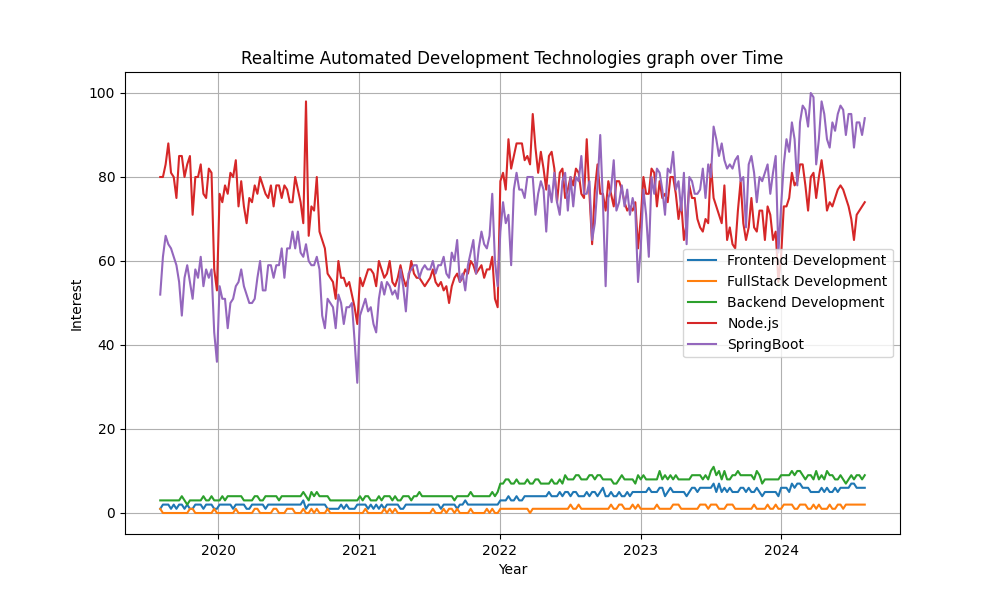 Realtime Automated Development Technologies graph over Time
100
80
60
40
20
0
Interest
2020
2021
2022
2023
2024
Year
Frontend Development
FullStack Development
Backend Development
Node.js
SpringBoot